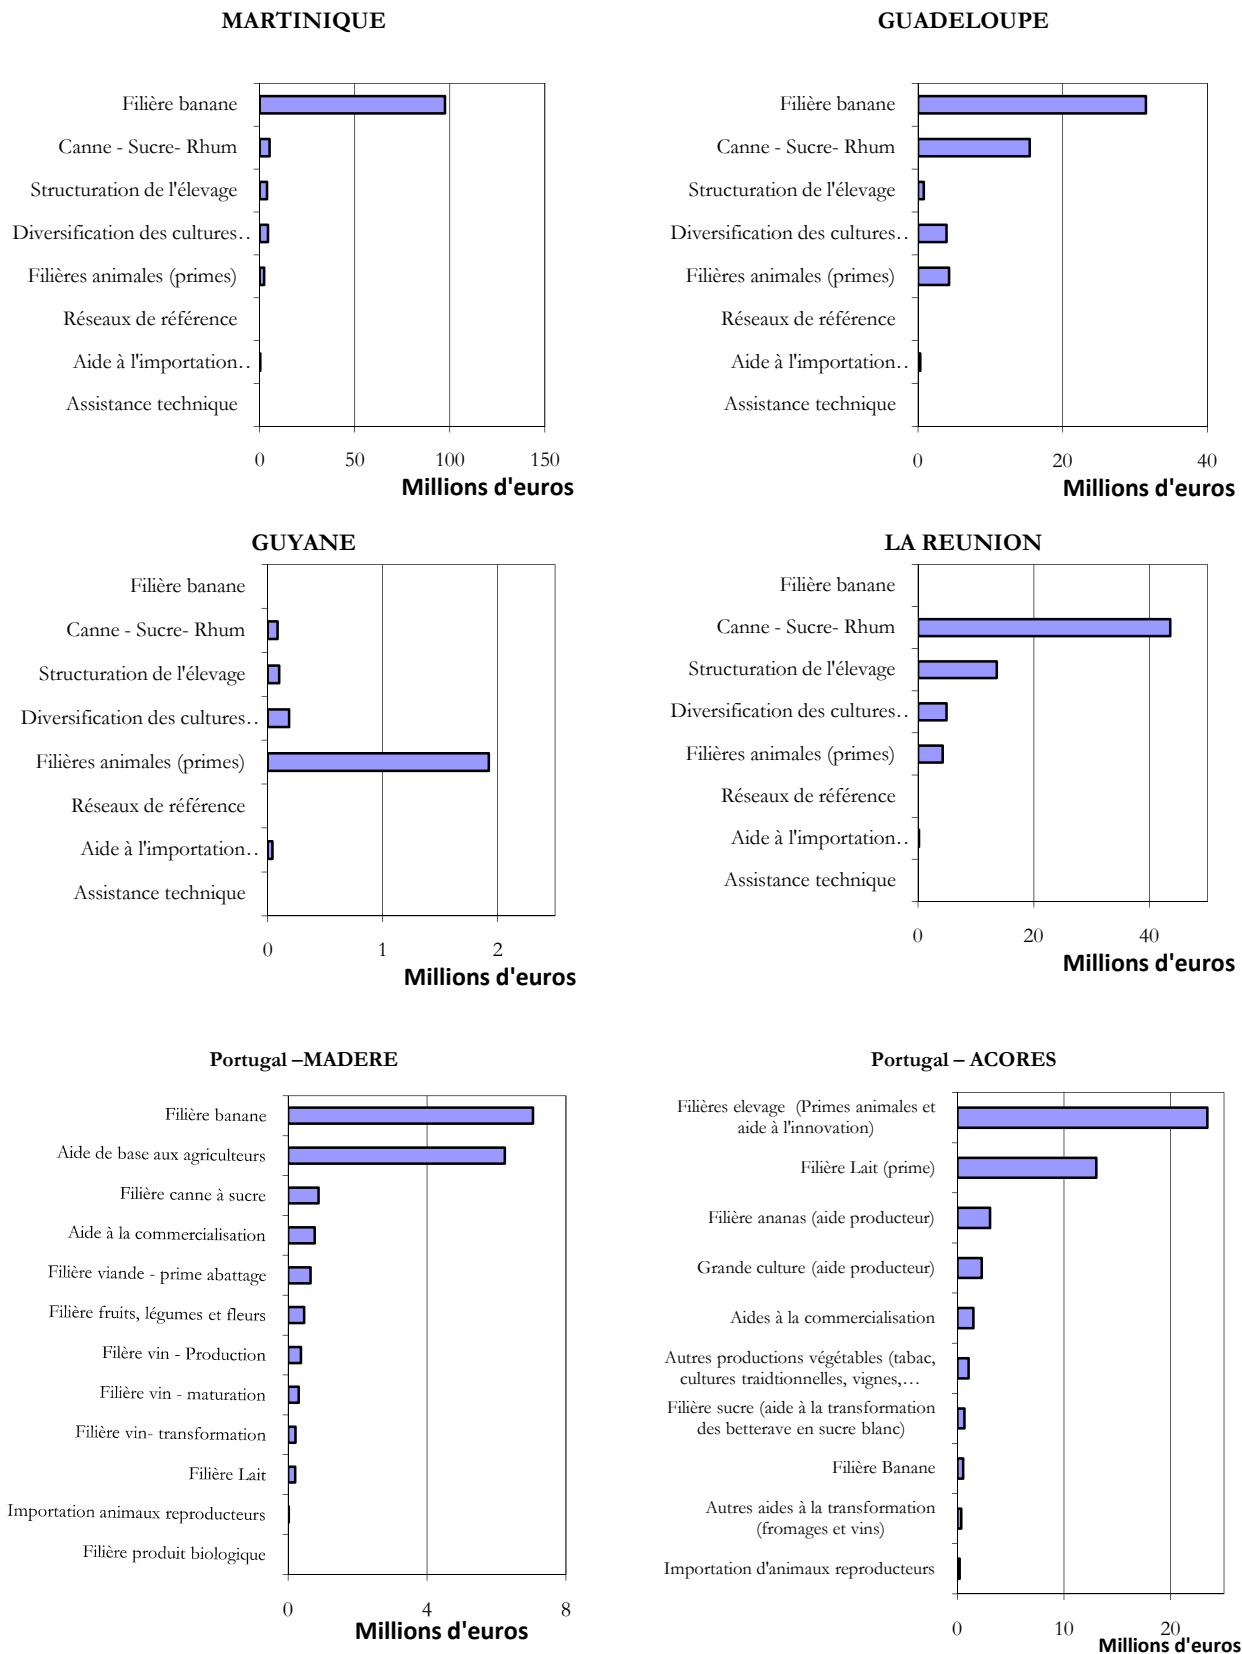 MARTINIQUE
Filière banane
Canne - Sucre- Rhum
Structuration de l'élevage
Diversification des cultures..
Filières animales (primes)
Réseaux de référence
Aide à l'importation..
Assistance technique
0 50 100 150
Millions d'euros
GUADELOUPE
Filière banane
Canne - Sucre- Rhum
Structuration de l'élevage
Diversification des cultures..
Filières animales (primes)
Réseaux de référence
Aide à l'importation..
Assistance technique
0 20 40
Millions d'euros
GUYANE
Filière banane
Canne - Sucre- Rhum
Structuration de l'élevage
Diversification des cultures..
Filières animales (primes)
Réseaux de référence
Aide à l'importation..
Assistance technique
0 1 2
Millions d'euros
LA REUNION
Filière banane
Canne - Sucre- Rhum
Structuration de l'élevage
Diversification des cultures..
Filières animales (primes)
Réseaux de référence
Aide à l'importation..
Assistance technique
0 20 40
Millions d'euros
Portugal –MADERE
Filière banane
Aide de base aux agriculteurs
Filière canne à sucre
Aide à la commercialisation
Filière viande - prime abattage
Filière fruits, légumes et fleurs
Filère vin - Production
Filière vin - maturation
Filière vin- transformation
Filière Lait
Importation animaux reproducteurs
Filière produit biologique
0 4 8
Millions d'euros
Portugal – ACORES
Filières elevage (Primes animales et
aide à l'innovation)
Filière Lait (prime)
Filière ananas (aide producteur)
Grande culture (aide producteur)
Aides à la commercialisation
Autres productions végétables (tabac,
cultures traidtionnelles, vignes,…
Filière sucre (aide à la transformation
des betterave en sucre blanc)
Filière Banane
Autres aides à la transformation
(fromages et vins)
Importation d'animaux reproducteurs
0 10 20
Millions d'euros